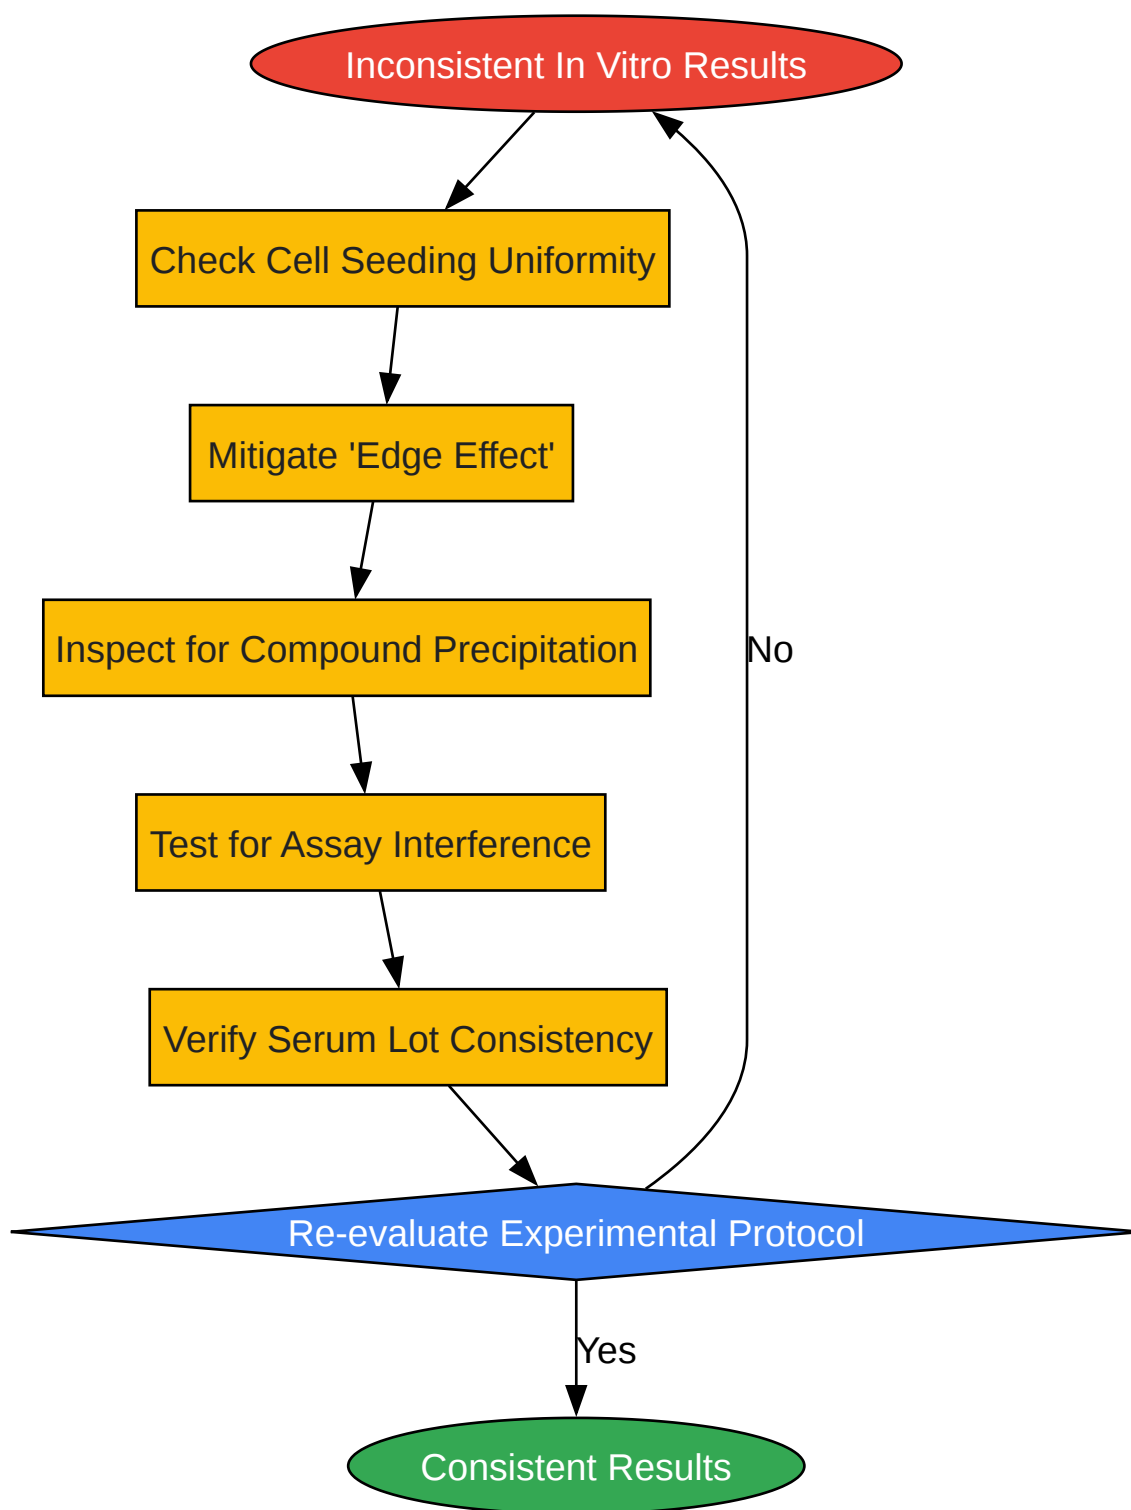 Inconsistent In Vitro Results
Check Cell Seeding Uniformity
Mitigate 'Edge Effect'
Inspect for Compound Precipitation
No
Test for Assay Interference
Verify Serum Lot Consistency
Re-evaluate Experimental Protocol
Yes
Consistent Results